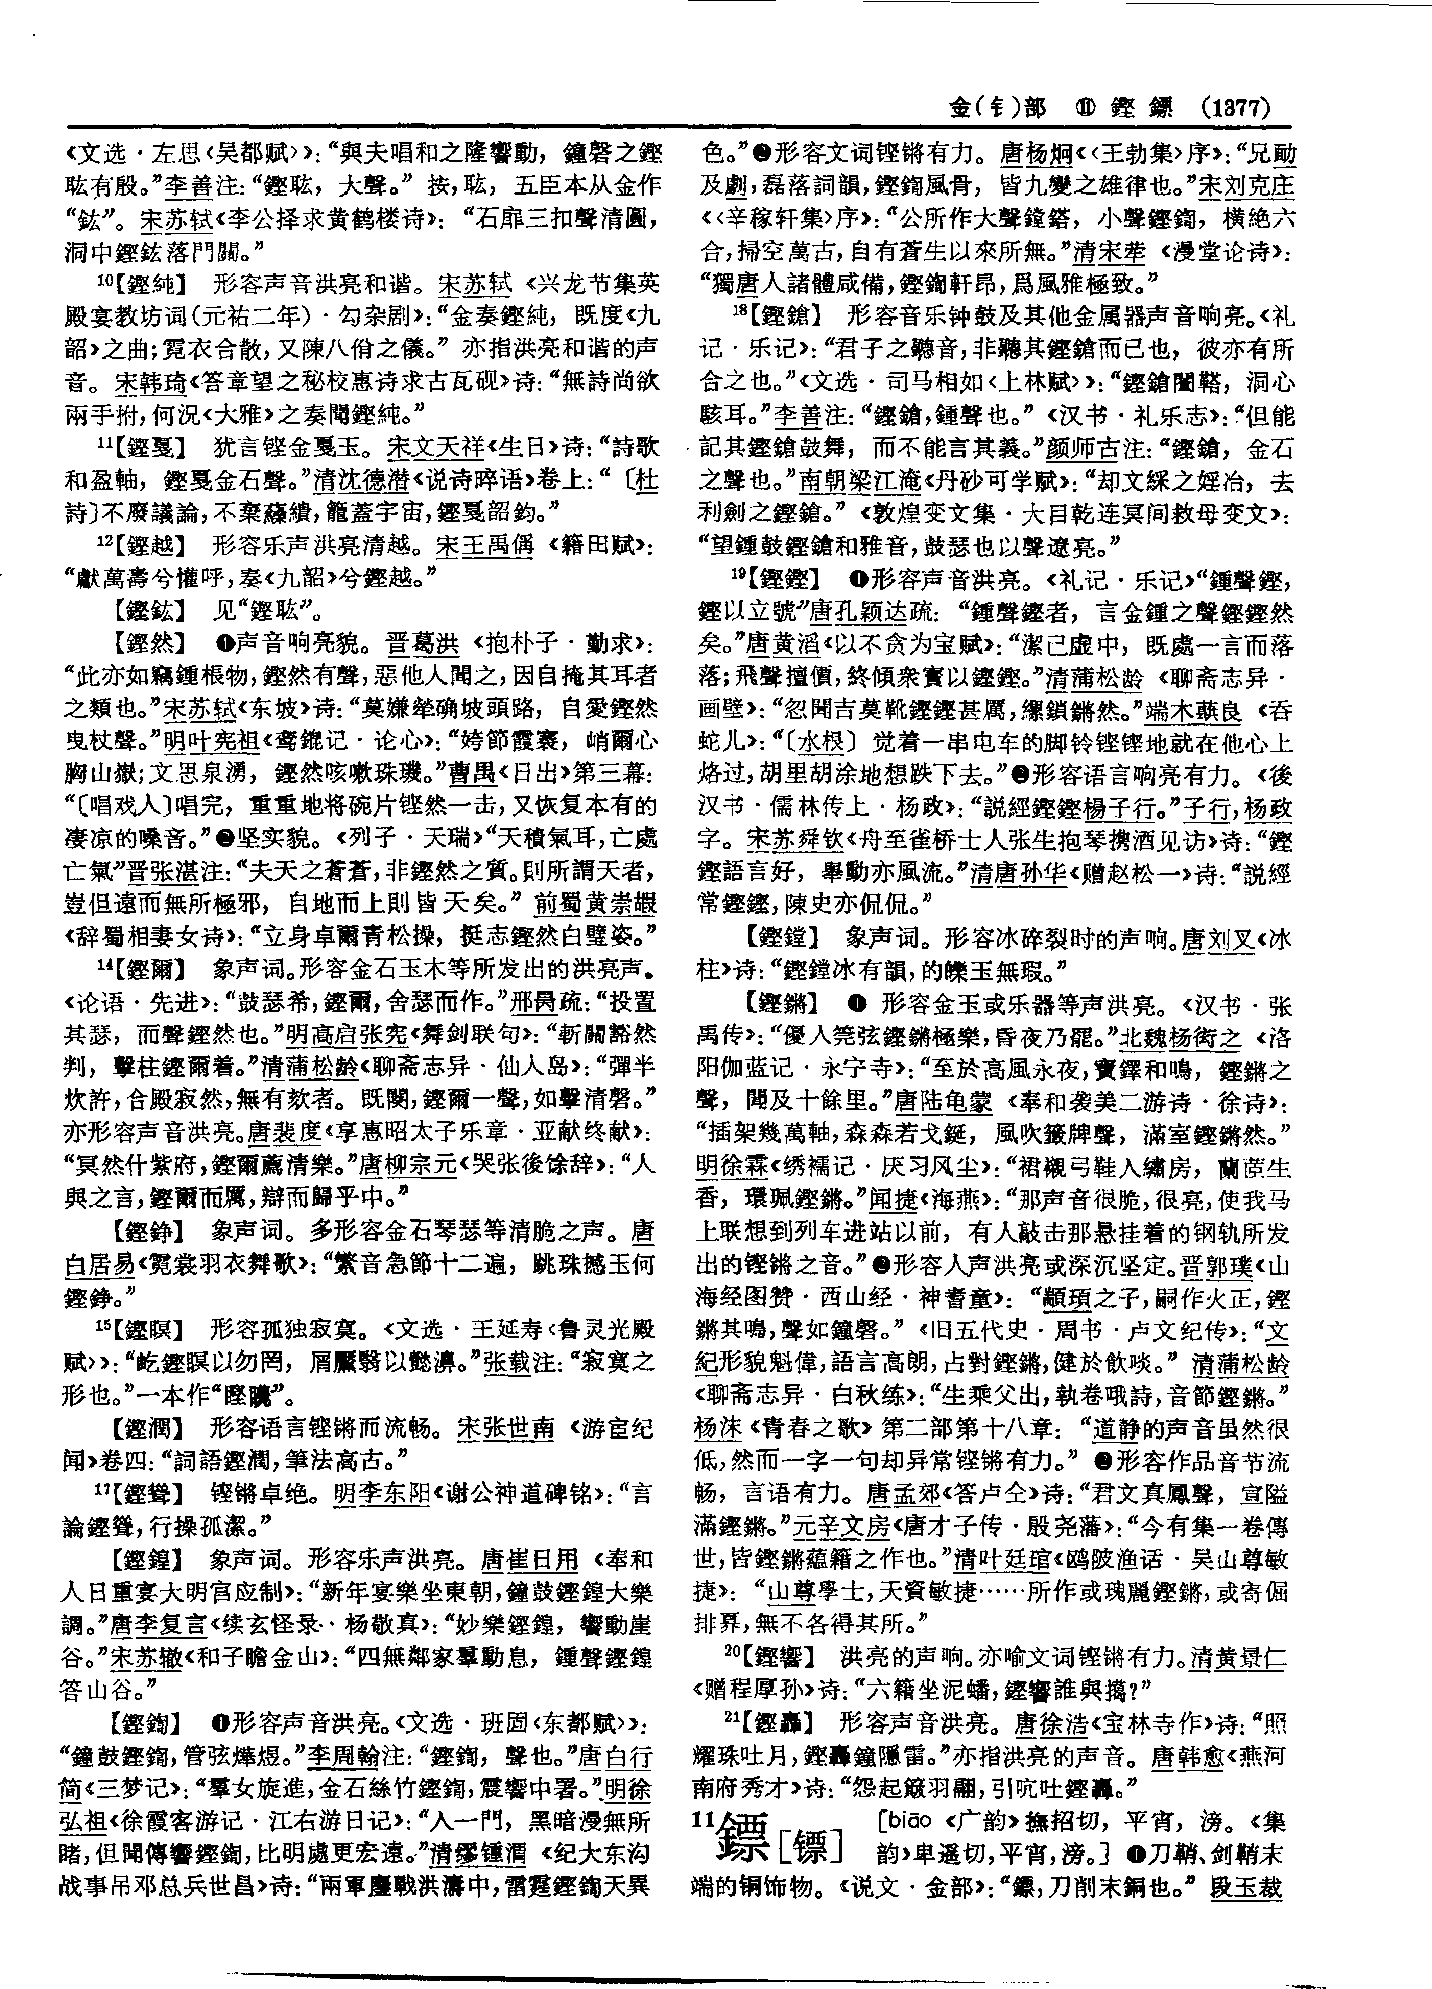 金(钅)部 ⑪ 鏗 鏢 (1377)
《文选·左思〈吴都赋〉》：“與夫唱和之隆響動，鐘磬之鏗
耾有殷。”李善注：“鏗耾，大聲。” 按，耾，五臣本从金作
“鈜”。宋苏轼《李公择求黄鹤楼诗》：“石扉三扣聲清圓，
洞中鏗鈜落門關。”
10【鏗純】 形容声音洪亮和谐。宋苏轼《兴龙节集英
殿宴教坊词(元祐二年)·勾杂剧》：“金奏鏗純，既度《九
韶》之曲；霓衣合散，又陳八佾之儀。” 亦指洪亮和谐的声
音。宋韩琦《答章望之秘校惠诗求古瓦砚》诗：“無詩尚欲
兩手拊，何況《大雅》之奏聞鏗純。”
11【鏗戛】 犹言铿金戛玉。宋文天祥《生日》诗：“詩歌
和盈軸，鏗戛金石聲。”清沈德潜《说诗晬语》卷上：“〔杜
詩〕不廢議論，不棄藻繢，籠蓋宇宙，鏗戛韶鈞。”
12【鏗越】 形容乐声洪亮清越。宋王禹偁《籍田赋》：
“獻萬壽兮懽呼，奏《九韶》兮鏗越。”
【鏗鈜】 见“鏗耾”。
【鏗然】 ❶声音响亮貌。晋葛洪《抱朴子·勤求》：
“此亦如竊鍾棖物，鏗然有聲，惡他人聞之，因自掩其耳者
之類也。”宋苏轼《东坡》诗：“莫嫌犖确坡頭路，自愛鏗然
曳杖聲。”明叶宪祖《鸾鎞记·论心》：“姱節霞褰，峭爾心
胸山嶽；文思泉湧，鏗然咳嗽珠璣。”曹禺《日出》第三幕：
“〔唱戏人〕唱完，重重地将碗片铿然一击，又恢复本有的
凄凉的嗓音。”❷坚实貌。《列子·天瑞》“天積氣耳，亡處
亡氣”晋张湛注：“夫天之蒼蒼，非鏗然之質。則所謂天者，
豈但遠而無所極邪，自地而上則皆天矣。” 前蜀黄崇嘏
《辞蜀相妻女诗》：“立身卓爾青松操，挺志鏗然白璧姿。”
14【鏗爾】 象声词。形容金石玉木等所发出的洪亮声。
《论语·先进》：“鼓瑟希，鏗爾，舍瑟而作。”邢昺疏：“投置
其瑟，而聲鏗然也。”明高启张宪《舞剑联句》：“斬關豁然
判，擊柱鏗爾着。”清蒲松龄《聊斋志异·仙人岛》：“彈半
炊許，合殿寂然，無有欬者。既闋，鏗爾一聲，如擊清磬。”
亦形容声音洪亮。唐裴度《享惠昭太子乐章·亚献终献》：
“冥然什紫府，鏗爾薦清樂。”唐柳宗元《哭张後馀辞》：“人
與之言，鏗爾而厲，辯而歸乎中。”
【鏗錚】 象声词。多形容金石琴瑟等清脆之声。唐
白居易《霓裳羽衣舞歌》：“繁音急節十二遍，跳珠撼玉何
鏗錚。”
15【鏗瞑】 形容孤独寂寞。《文选·王延寿〈鲁灵光殿
赋〉》：“屹鏗瞑以勿罔，屑黶翳以懿濞。”张载注：“寂寞之
形也。”一本作“瞑”。
【鏗潤】 形容语言铿锵而流畅。宋张世南《游宦纪
闻》卷四：“詞語鏗潤，筆法高古。”
17【鏗聳】 铿锵卓绝。明李东阳《谢公神道碑铭》：“言
論鏗聳，行操孤潔。”
【鏗鍠】 象声词。形容乐声洪亮。唐崔日用《奉和
人日重宴大明宫应制》：“新年宴樂坐東朝，鐘鼓鏗鍠大樂
調。”唐李复言《续玄怪录·杨敬真》：“妙樂鏗鍠，響動崖
谷。”宋苏辙《和子瞻金山》：“四無鄰家羣動息，鍾聲鏗鍠
答山谷。”
【鏗鍧】 ❶形容声音洪亮。《文选·班固〈东都赋〉》：
“鐘鼓鏗鍧，管弦燁煜。”李周翰注：“鏗鍧，聲也。”唐白行
简《三梦记》：“羣女旋進，金石絲竹鏗鍧，震響中署。”明徐
弘祖《徐霞客游记·江右游日记》：“人一門，黑暗漫無所
睹，但聞傳響鏗鍧，比明處更宏遠。”清缪锺渭《纪大东沟
战事吊邓总兵世昌》诗：“兩軍鏖戰洪濤中，雷霆鏗鍧天異
色。”❷形容文词铿锵有力。唐杨炯《〈王勃集〉序》：“兄勔
及劇，磊落詞韻，鏗鍧風骨，皆九變之雄律也。”宋刘克庄
《〈辛稼轩集〉序》：“公所作大聲鏜鎝，小聲鏗鍧，横絶六
合，掃空萬古，自有蒼生以來所無。”清宋荦《漫堂论诗》：
“獨唐人諸體咸備，鏗鍧軒昂，爲風雅極致。”
18【鏗鎗】 形容音乐钟鼓及其他金属器声音响亮。《礼
记·乐记》：“君子之聽音，非聽其鏗鎗而已也，彼亦有所
合之也。”《文选·司马相如〈上林赋〉》：“鏗鎗闛鞈，洞心
駭耳。”李善注：“鏗鎗，鍾聲也。”《汉书·礼乐志》：“但能
記其鏗鎗鼓舞，而不能言其義。”颜师古注：“鏗鎗，金石
之聲也。”南朝梁江淹《丹砂可学赋》：“却文綵之婬冶，去
利劍之鏗鎗。”《敦煌变文集·大目乾连冥间救母变文》：
“望鍾鼓鏗鎗和雅音，鼓瑟也以聲遼亮。”
19【鏗鏗】 ❶形容声音洪亮。《礼记·乐记》“鍾聲鏗，
鏗以立號”唐孔颖达疏：“鍾聲鏗者，言金鍾之聲鏗鏗然
矣。”唐黄滔《以不贪为宝赋》：“潔己虚中，既處一言而落
落；飛聲擅價，終傾衆寶以鏗鏗。”清蒲松龄《聊斋志异·
画壁》：“忽聞吉莫靴鏗鏗甚厲，縲鎖鏘然。”端木蕻良《吞
蛇儿》：“〔水根〕觉着一串电车的脚铃铿铿地就在他心上
烙过，胡里胡涂地想跌下去。”❷形容语言响亮有力。《後
汉书·儒林传上·杨政》：“説經鏗鏗楊子行。”子行，杨政
字。宋苏舜钦《舟至雀桥士人张生抱琴携酒见访》诗：“鏗
鏗語言好，舉動亦風流。”清唐孙华《赠赵松一》诗：“説經
常鏗鏗，陳史亦侃侃。”
【鏗鏜】 象声词。形容冰碎裂时的声响。唐刘叉《冰
柱》诗：“鏗鏜冰有韻，的皪玉無瑕。”
【鏗鏘】 ❶ 形容金玉或乐器等声洪亮。《汉书·张
禹传》：“優人筦弦鏗鏘極樂，昏夜乃罷。”北魏杨衒之《洛
阳伽蓝记·永宁寺》：“至於高風永夜，寶鐸和鳴，鏗鏘之
聲，聞及十餘里。”唐陆龟蒙《奉和袭美二游诗·徐诗》：
“插架幾萬軸，森森若戈鋋，風吹籤牌聲，滿室鏗鏘然。”
明徐霖《绣襦记·厌习风尘》：“裙襯弓鞋入繡房，蘭茝生
香，環珮鏗鏘。”闻捷《海燕》：“那声音很脆，很亮，使我马
上联想到列车进站以前，有人敲击那悬挂着的钢轨所发
出的铿锵之音。”❷形容人声洪亮或深沉坚定。晋郭璞《山
海经图赞·西山经·神耆童》：“顓頊之子，嗣作火正，鏗
鏘其鳴，聲如鐘磬。”《旧五代史·周书·卢文纪传》：“文
紀形貌魁偉，語言高朗，占對鏗鏘，健於飲啖。” 清蒲松龄
《聊斋志异·白秋练》：“生乘父出，執卷哦詩，音節鏗鏘。”
杨沫《青春之歌》第二部第十八章：“道静的声音虽然很
低，然而一字一句却异常铿锵有力。” ❸形容作品音节流
畅，言语有力。唐孟郊《答卢仝》诗：“君文真鳳聲，宣隘
滿鏗鏘。”元辛文房《唐才子传·殷尧藩》：“今有集一卷傳
世，皆鏗鏘蘊籍之作也。”清叶廷琯《鸥陂渔话·吴山尊敏
捷》：“山尊學士，天資敏捷……所作或瑰麗鏗鏘，或寄倔
排奡，無不各得其所。”
20【鏗響】 洪亮的声响。亦喻文词铿锵有力。清黄景仁
《赠程厚孙》诗：“六籍坐泥蟠，鏗響誰與擖？”
21【鏗轟】 形容声音洪亮。唐徐浩《宝林寺作》诗：“照
耀珠吐月，鏗轟鐘隱雷。”亦指洪亮的声音。唐韩愈《燕河
南府秀才》诗：“怨起簸羽翮，引吭吐鏗轟。”
11鏢[镖] [biāo《广韵》撫招切，平宵，滂。《集
韵》卑遥切，平宵，滂。] ❶刀鞘、剑鞘末
端的铜饰物。《说文·金部》：“鏢，刀削末銅也。” 段玉裁